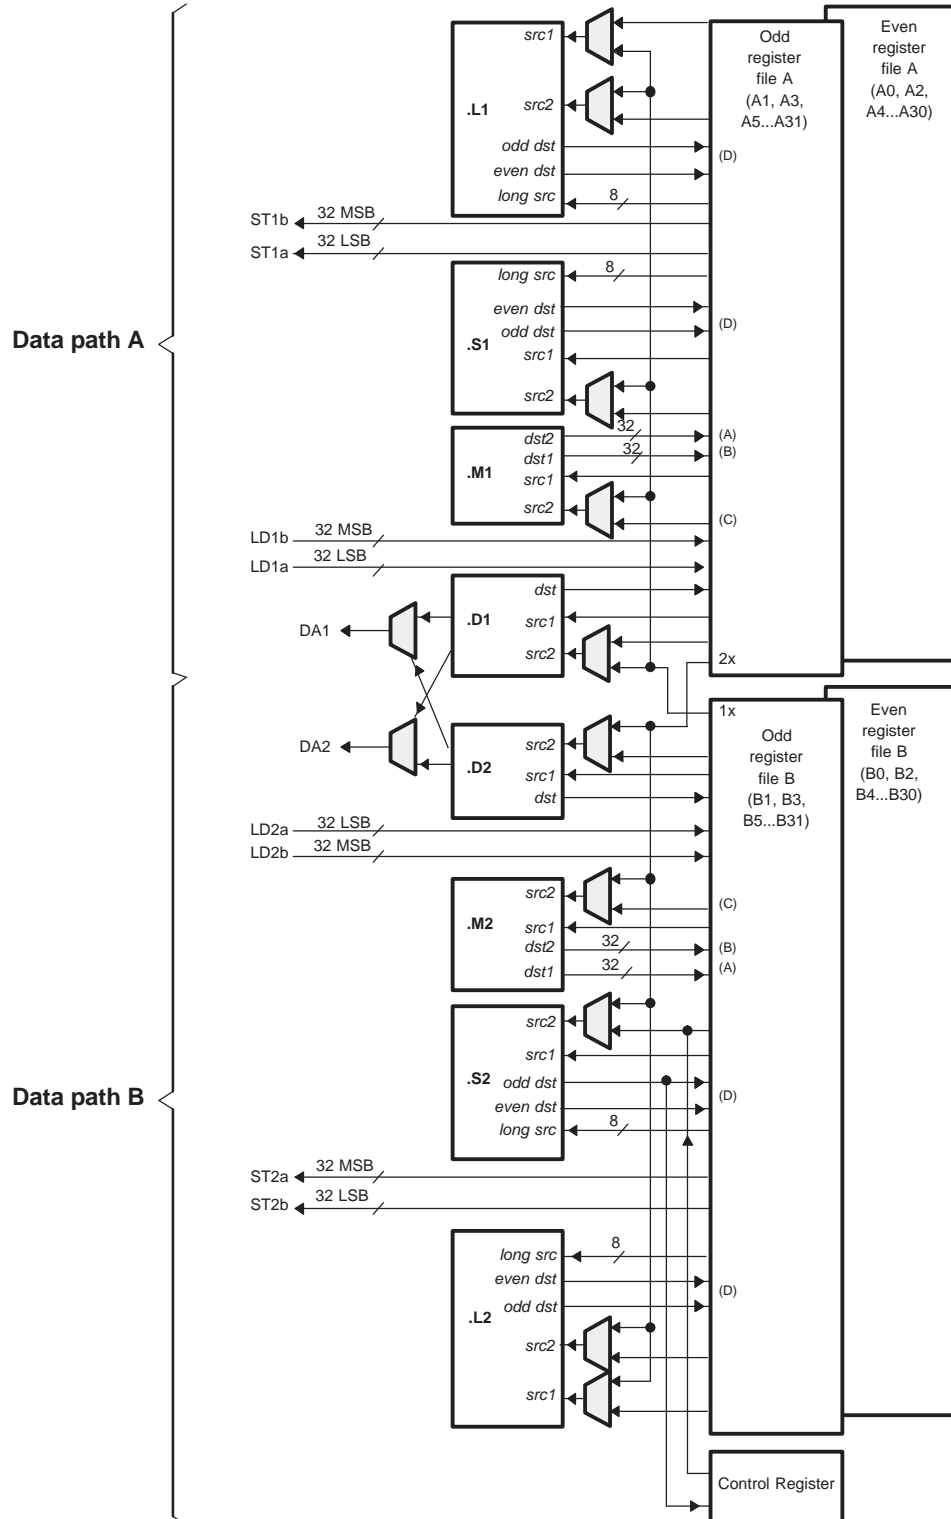 src1
Odd
register
file A
(A1, A3,
A5...A31)
Even
register
file A
(A0, A2,
A4...A30)
src2
.L1
odd dst
(D)
even dst
long src
8
ST1b
32 MSB
ST1a
32 LSB
long src
8
even dst
(D)
odd dst
.S1
src1
Data path A
src2
dst2
32
(A)
dst1
32
(B)
.M1
src1
src2
(C)
LD1b
32 MSB
LD1a
32 LSB
dst
.D1
src1
DA1
src2
2x
1x
Odd
register
file B
(B1, B3,
B5...B31)
Even
register
file B
(B0, B2,
B4...B30)
DA2
src2
.D2
src1
dst
LD2a
32 LSB
LD2b
32 MSB
src2
(C)
.M2
src1
dst2
32
(B)
dst1
32
(A)
src2
src1
.S2
odd dst
(D)
even dst
long src
8
Data path B
ST2a
32 MSB
ST2b
32 LSB
long src
8
even dst
(D)
odd dst
.L2
src2
src1
Control Register